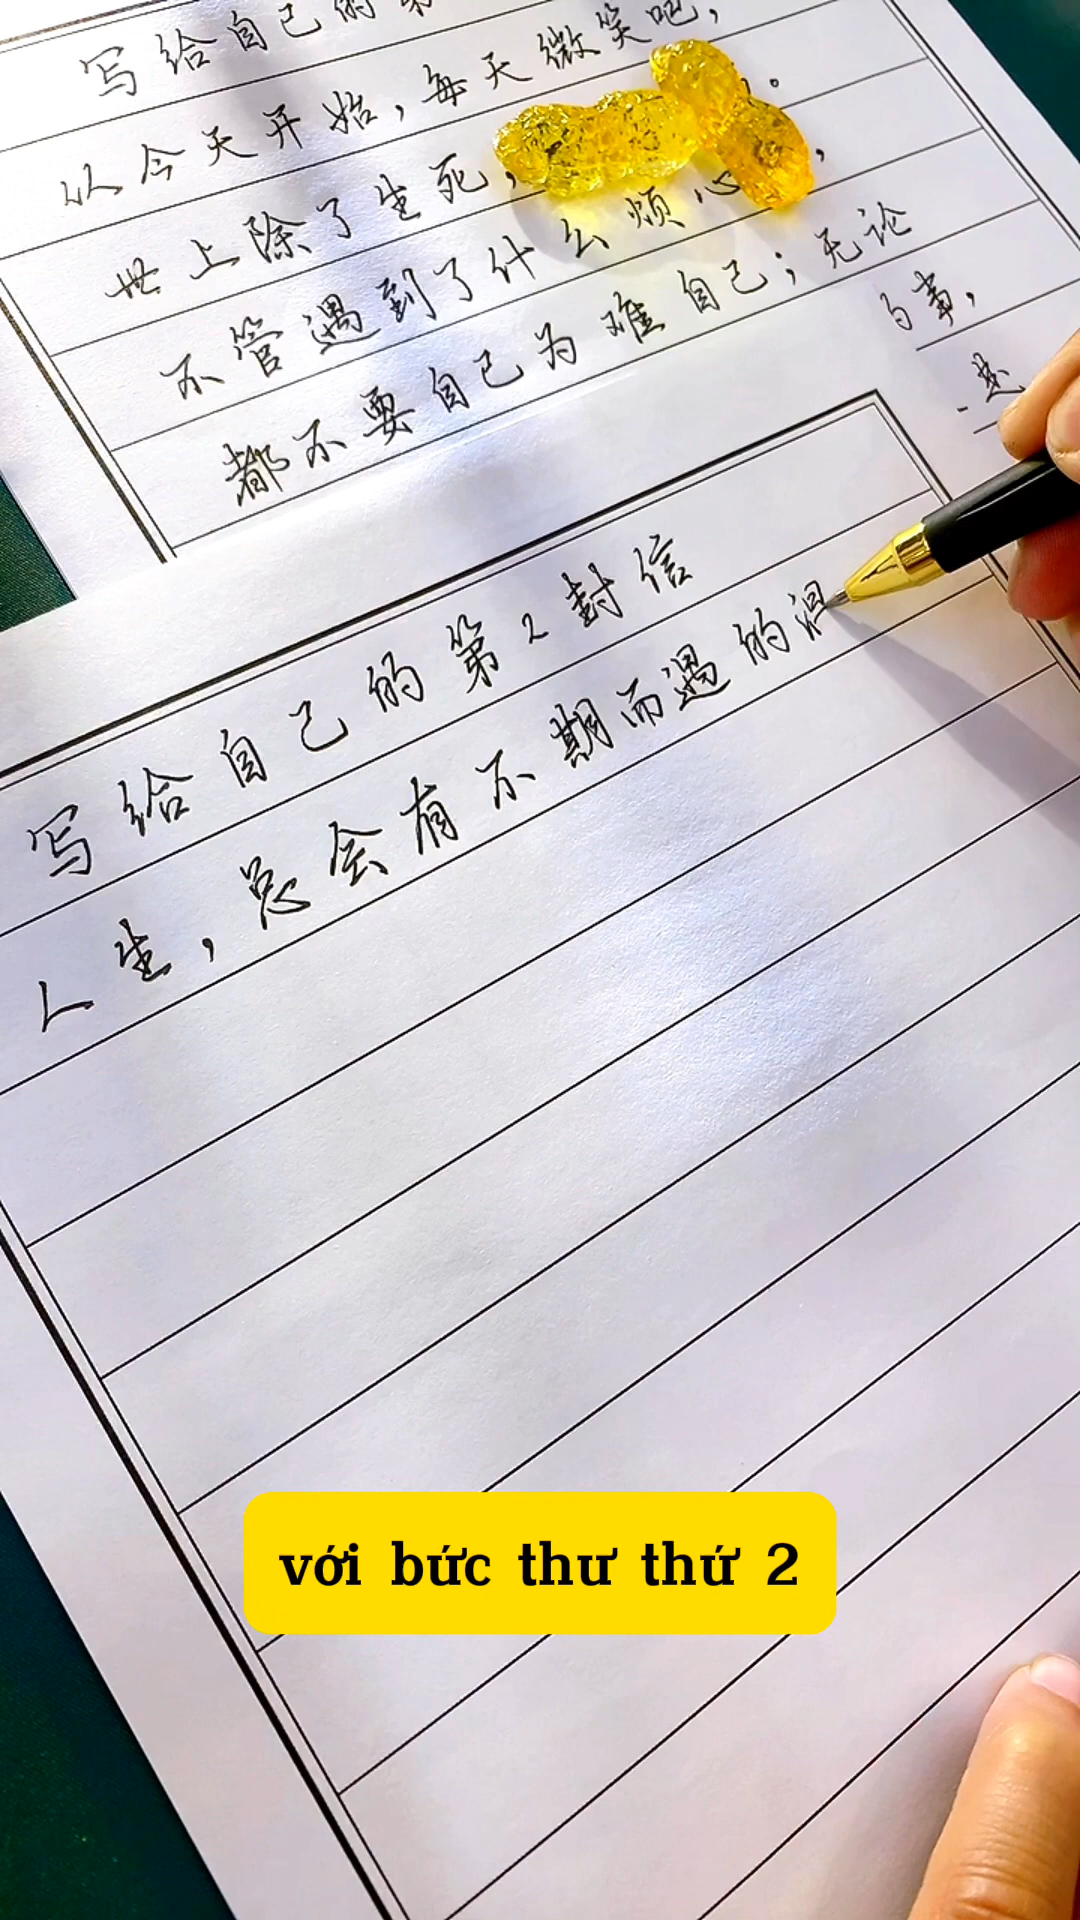 写给自己的第
从今天开始，每天微笑吧，
世上除了生死，。
不管遇到了什么烦心，
都不要自己为难自己；无论
的事，
写给自己的第2封信
人生，总会有不期而遇的温
với bức thư thứ 2